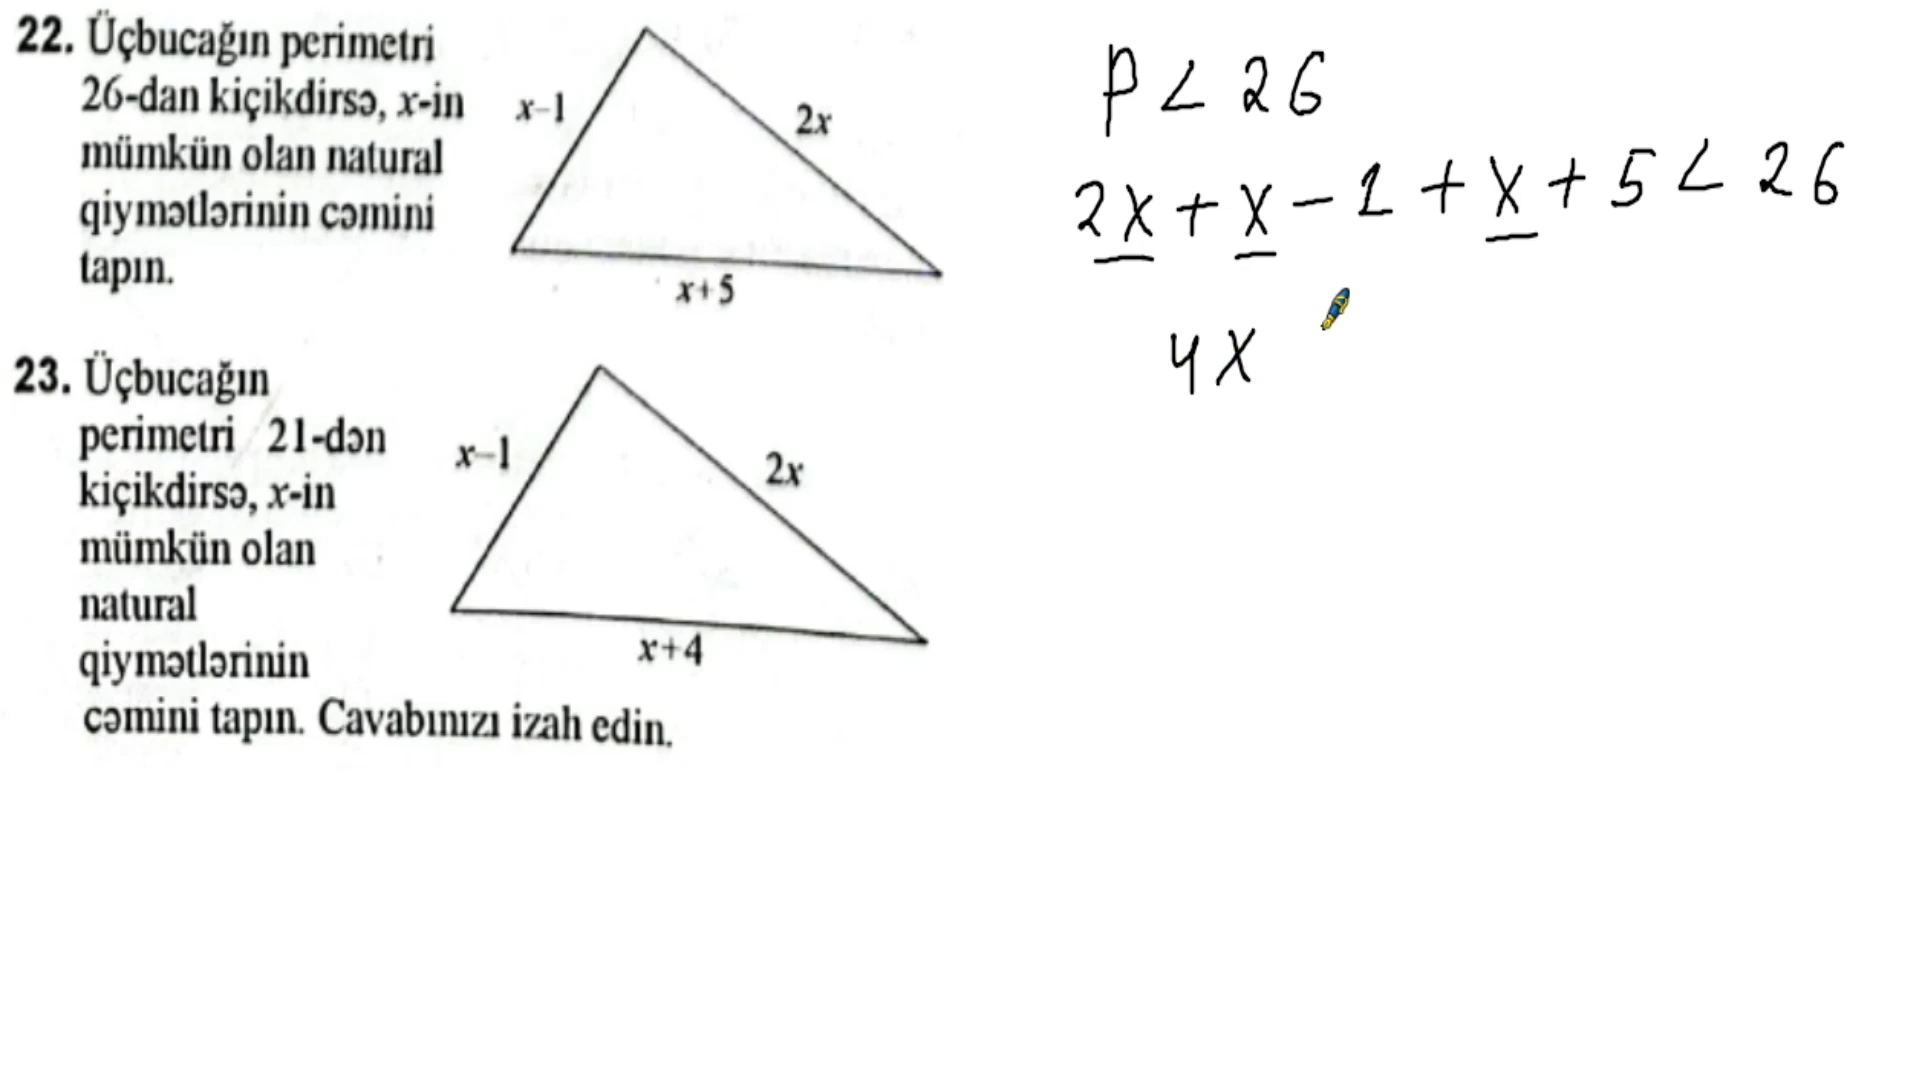 22. Üçbucağın perimetri
26-dan kiçikdirsə, x-in
mümkün olan natural
qiymətlərinin cəmini
tapın.
x–1
2x
x+5
23. Üçbucağın
perimetri 21-dən
kiçikdirsə, x-in
mümkün olan
natural
qiymətlərinin
cəmini tapın. Cavabınızı izah edin.
x–1
2x
x+4
P < 26
2x + x – 1 + x + 5 < 26
4x